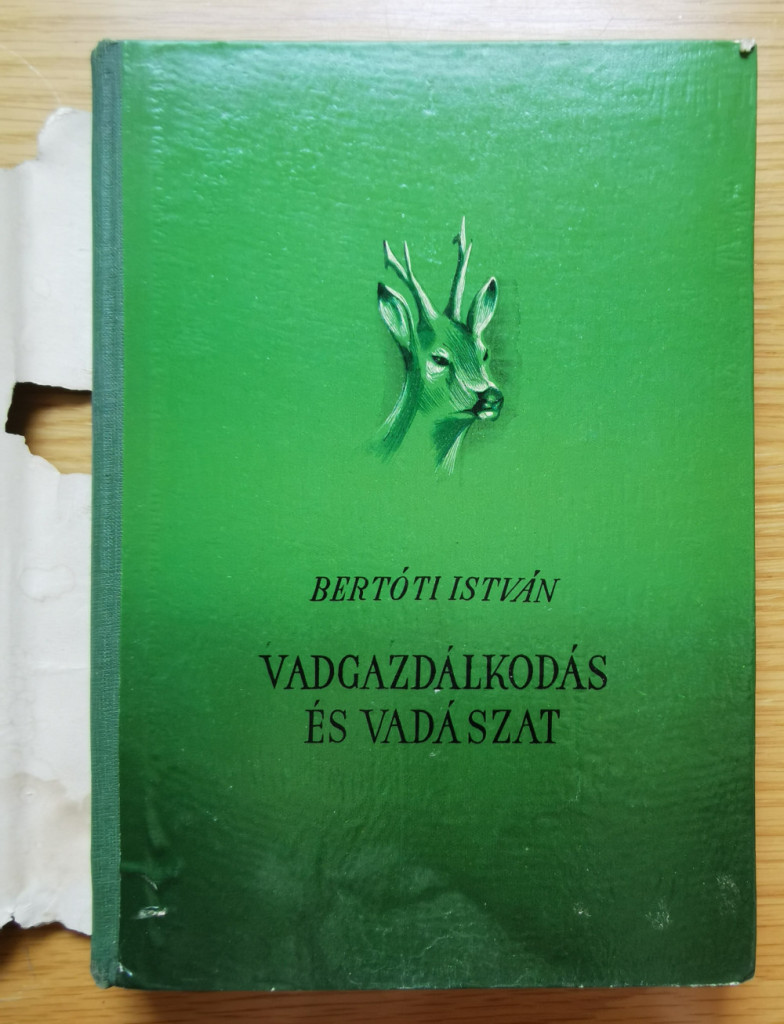 BERTÓTI ISTVÁN
VADGAZDÁLKODÁS
ÉS VADÁSZAT